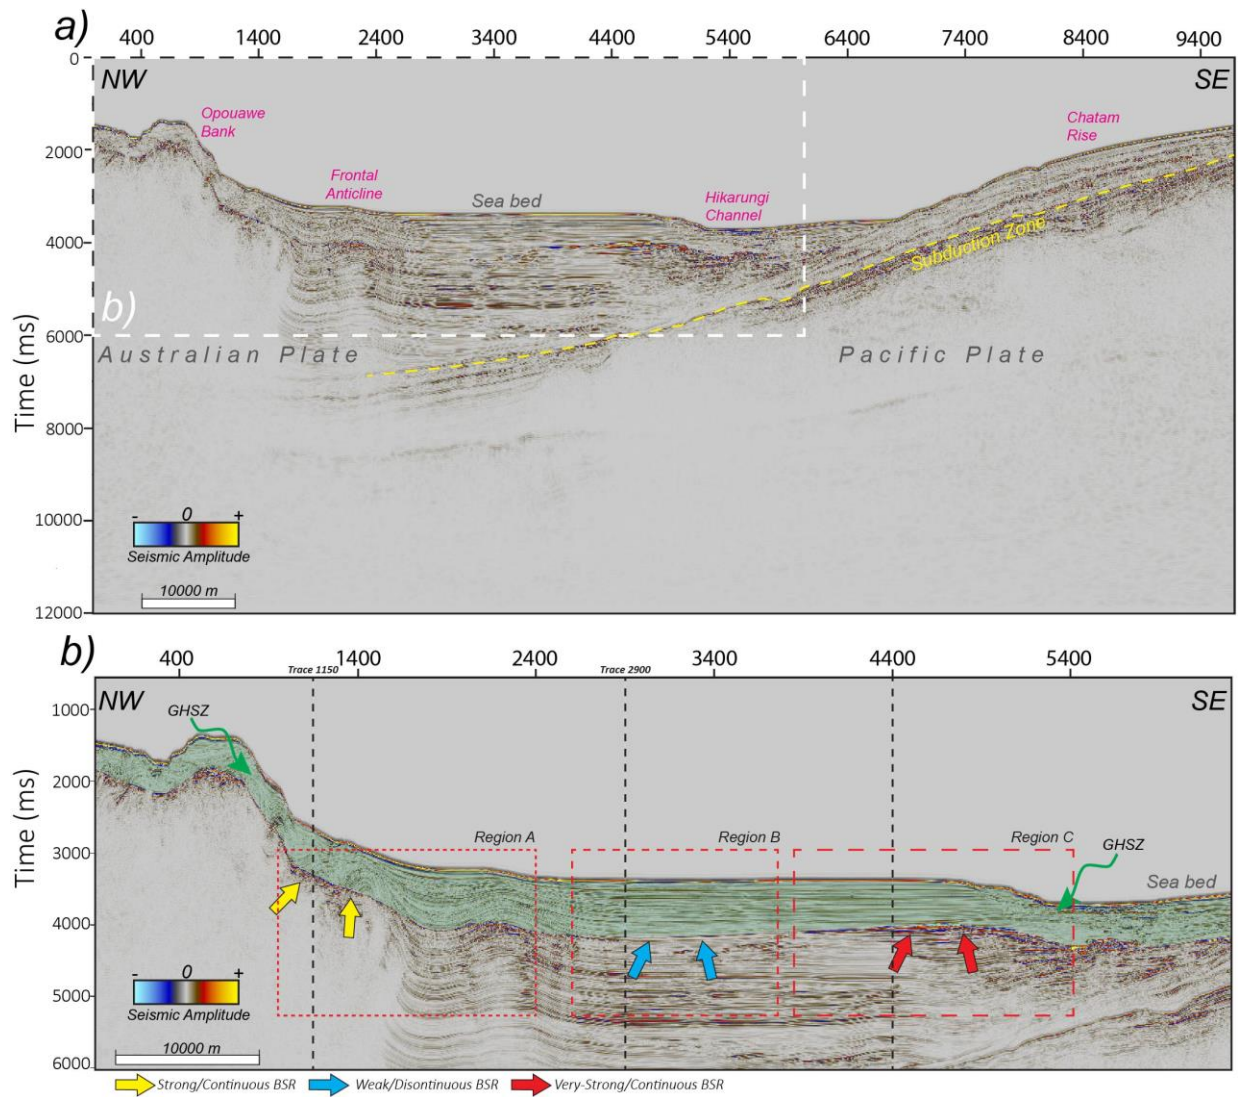 a)
400 1400 2400 3400 4400 5400 6400 7400 8400 9400
0
NW
SE
Opouawe
Bank
Chatam
Rise
2000
Frontal
Anticline
Sea bed
Hikarungi
Channel
4000
Subduction Zone
b)
6000
Australian Plate
Pacific Plate
Time (ms)
8000
10000
- 0 +
Seismic Amplitude
10000 m
12000
b)
400 1400 2400 3400 4400 5400
Trace 1150
Trace 2900
NW
SE
GHSZ
1000
2000
Time (ms)
Region A
Region B
Region C
GHSZ
3000
Sea bed
4000
- 0 +
Seismic Amplitude
5000
10000 m
6000
Strong/Continuous BSR
Weak/Disontinuous BSR
Very-Strong/Continuous BSR